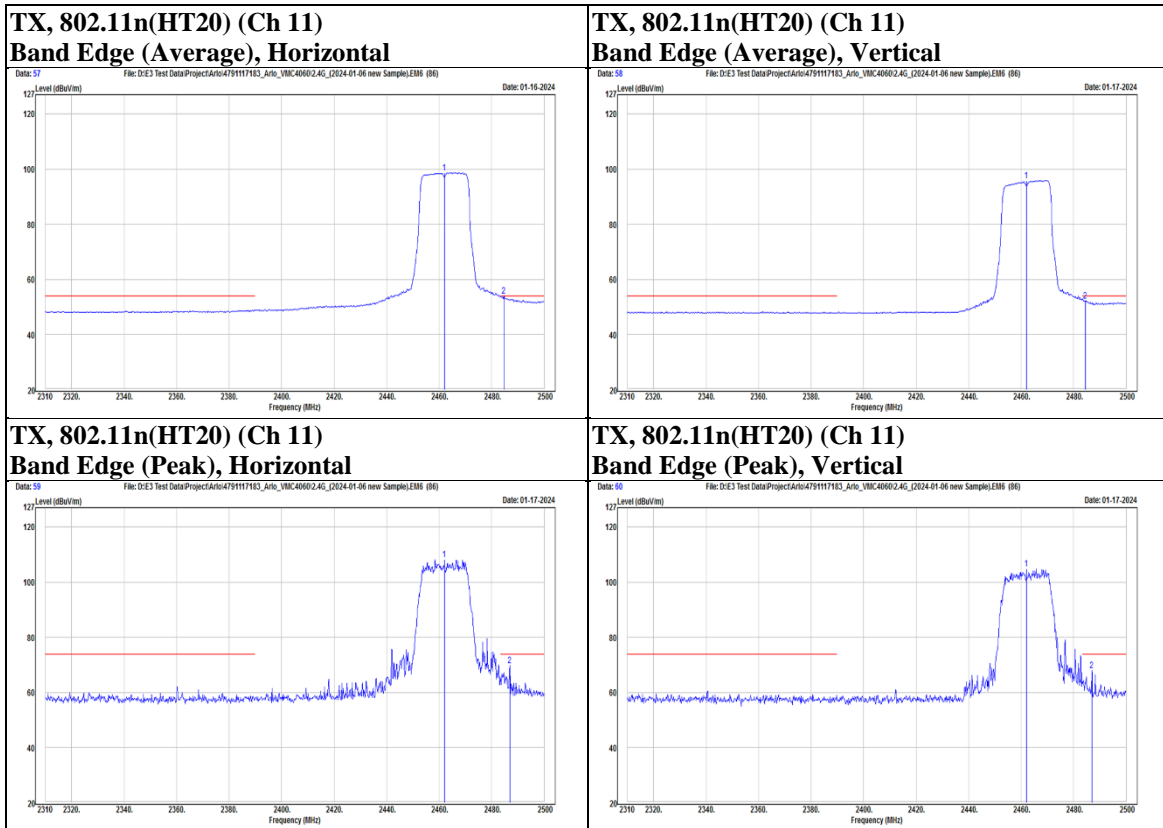 TX, 802.11n(HT20) (Ch 11)
Band Edge (Average), Horizontal
Data: 57 File: D:\E3 Test Data\Project\Arlo\4791117183_Arlo_VMC4060\2.4G_(2024-01-06 new Sample).EM6 (86)
127 Level (dBuV/m) Date: 01-16-2024
120
100
80
60
40
20
1
2
2310 2320. 2340. 2360. 2380. 2400. 2420. 2440. 2460. 2480. 2500
Frequency (MHz)
TX, 802.11n(HT20) (Ch 11)
Band Edge (Average), Vertical
Data: 58 File: D:\E3 Test Data\Project\Arlo\4791117183_Arlo_VMC4060\2.4G_(2024-01-06 new Sample).EM6 (86)
127 Level (dBuV/m) Date: 01-17-2024
120
100
80
60
40
20
1
2
2310 2320. 2340. 2360. 2380. 2400. 2420. 2440. 2460. 2480. 2500
Frequency (MHz)
TX, 802.11n(HT20) (Ch 11)
Band Edge (Peak), Horizontal
Data: 59 File: D:\E3 Test Data\Project\Arlo\4791117183_Arlo_VMC4060\2.4G_(2024-01-06 new Sample).EM6 (86)
127 Level (dBuV/m) Date: 01-17-2024
120
100
80
60
40
20
1
2
2310 2320. 2340. 2360. 2380. 2400. 2420. 2440. 2460. 2480. 2500
Frequency (MHz)
TX, 802.11n(HT20) (Ch 11)
Band Edge (Peak), Vertical
Data: 60 File: D:\E3 Test Data\Project\Arlo\4791117183_Arlo_VMC4060\2.4G_(2024-01-06 new Sample).EM6 (86)
127 Level (dBuV/m) Date: 01-17-2024
120
100
80
60
40
20
1
2
2310 2320. 2340. 2360. 2380. 2400. 2420. 2440. 2460. 2480. 2500
Frequency (MHz)